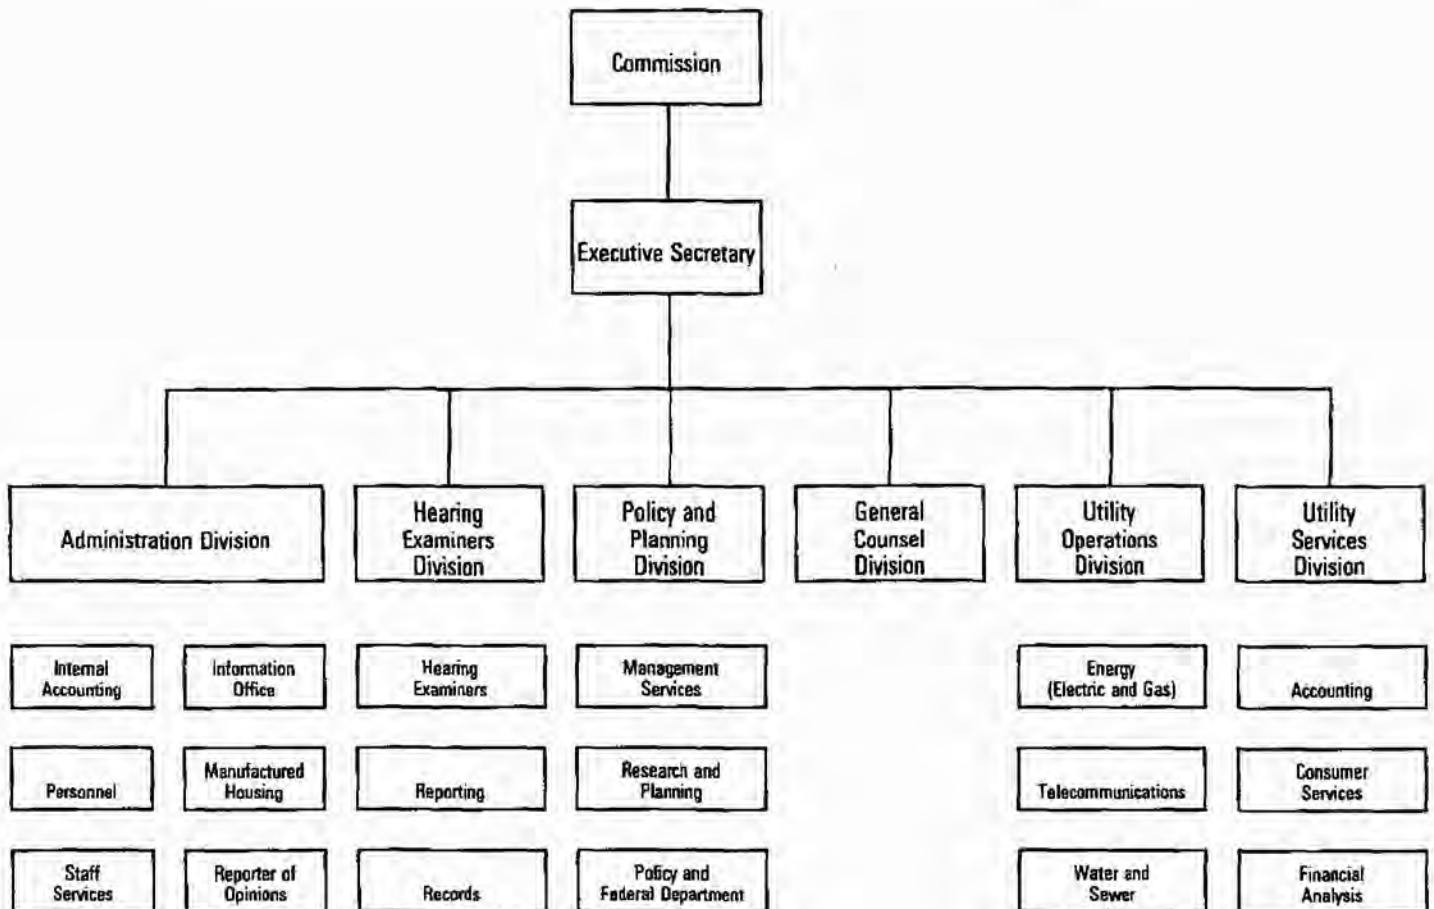 Commission
Executive Secretary
Administration Division
Hearing
Examiners
Division
Policy and
Planning
Division
General
Counsel
Division
Utility
Operations
Division
Utility
Services
Division
Internal
Accounting
Information
Office
Hearing
Examiners
Management
Services
Energy
(Electric and Gas)
Accounting
Personnel
Manufactured
Housing
Reporting
Research and
Planning
Telecommunications
Consumer
Services
Staff
Services
Reporter of
Opinions
Records
Policy and
Federal Department
Water and
Sewer
Financial
Analysis